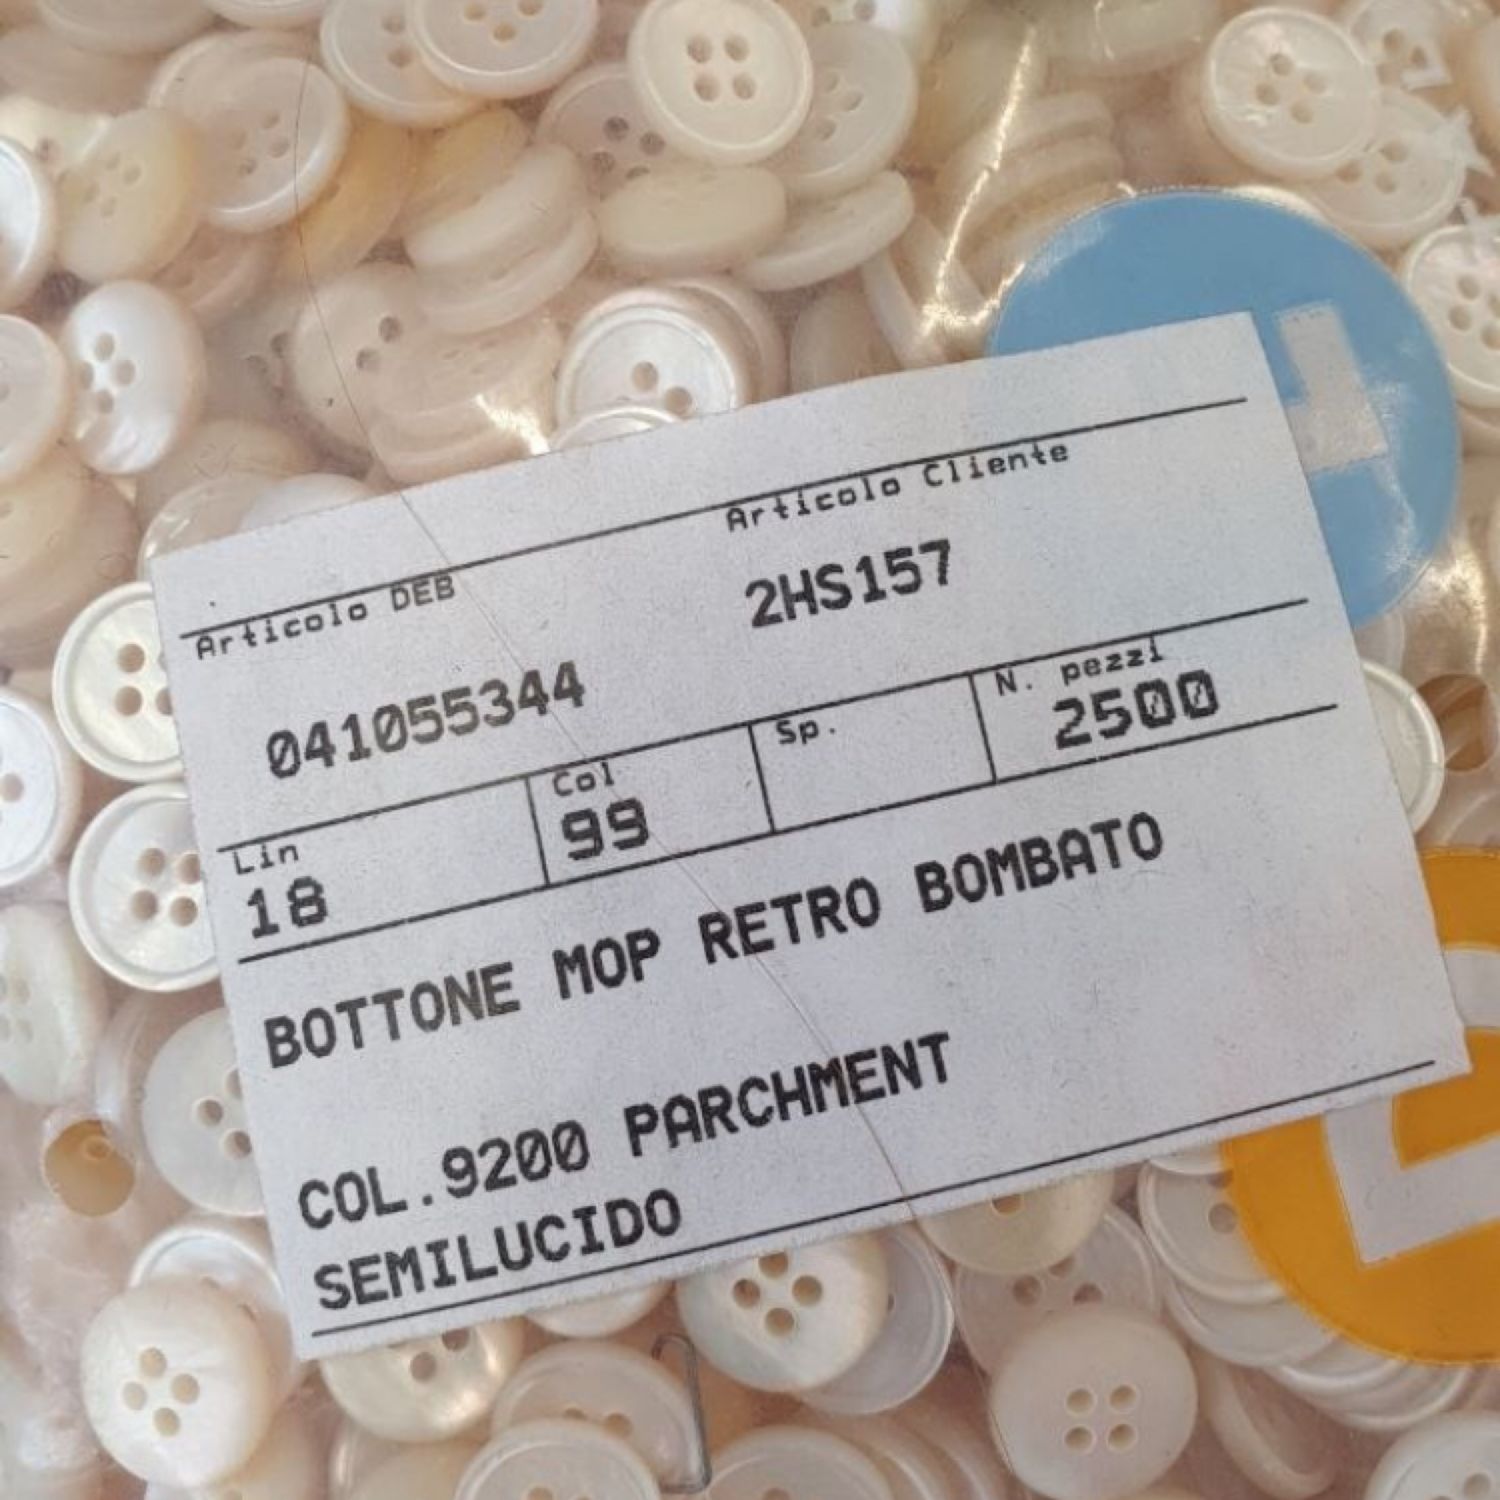 Articolo DEB Articolo Cliente
041055344 2HS157
Lin Col Sp. N. pezzi
18 99 2500
BOTTONE MOP RETRO BOMBATO
COL.9200 PARCHMENT
SEMILUCIDO